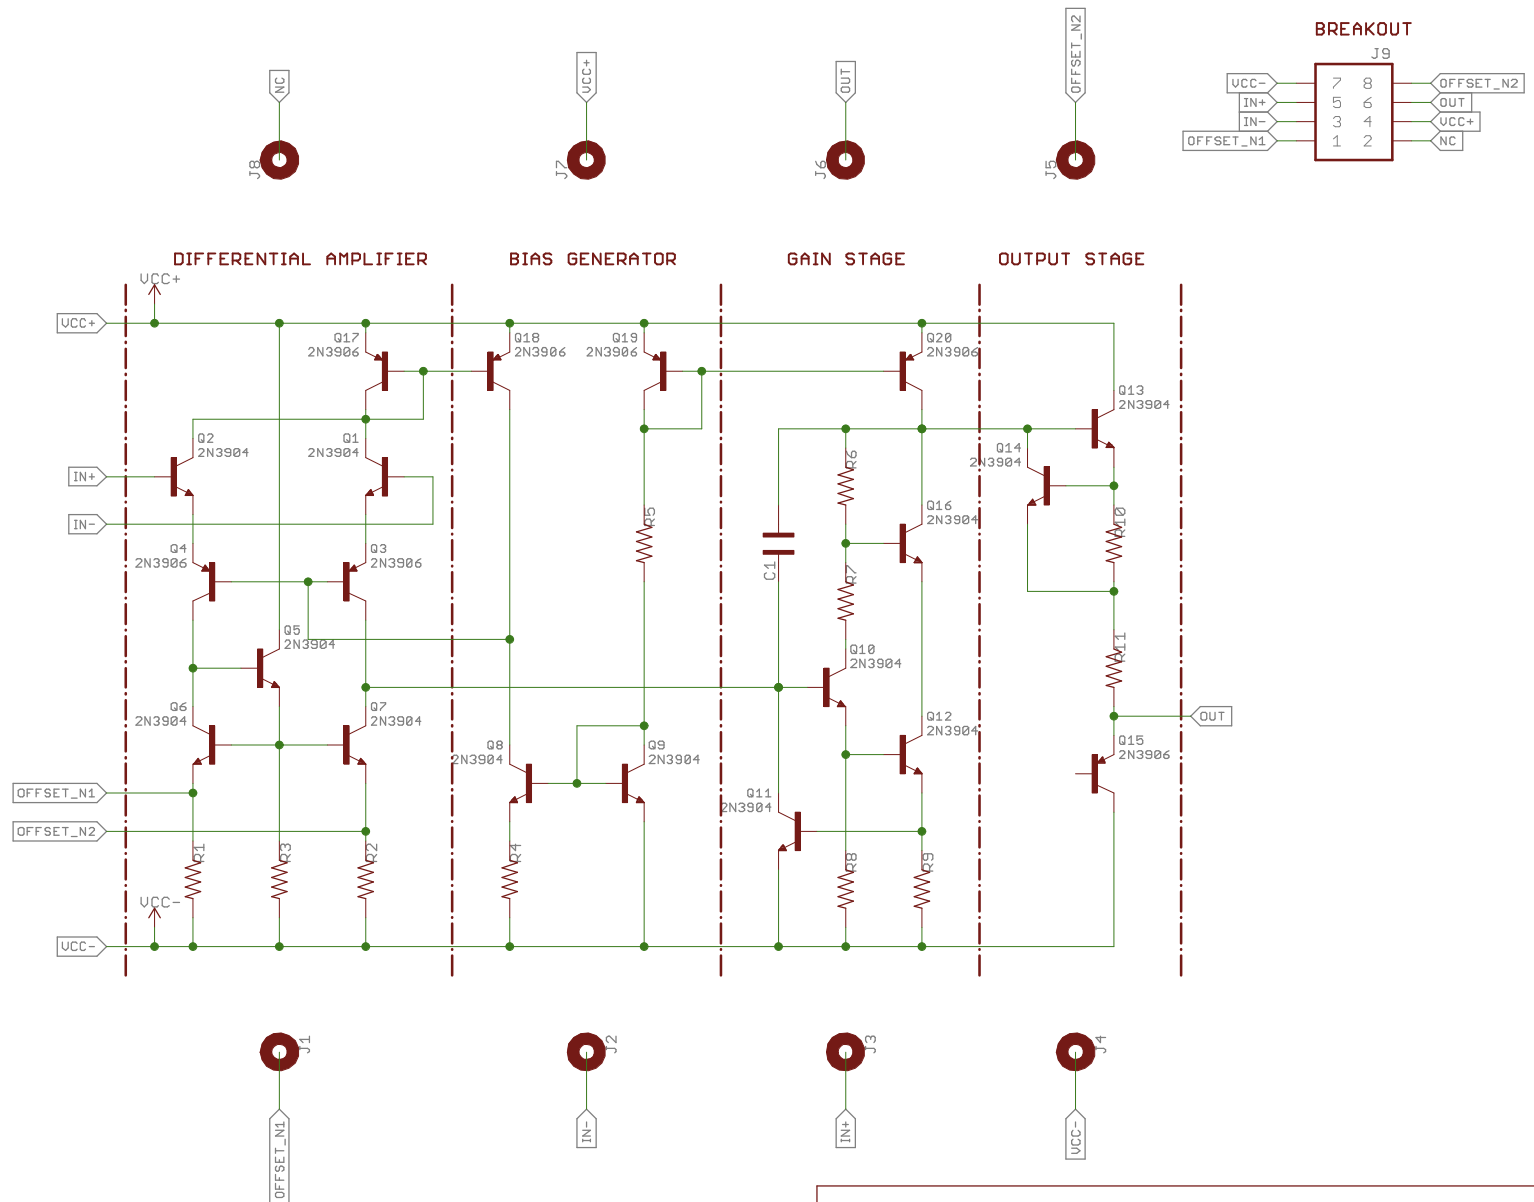 BREAKOUT
J9
VCC- 7 8 OFFSET_N2
IN+ 5 6 OUT
IN- 3 4 VCC+
OFFSET_N1 1 2 NC
NC
J8
VCC+
J7
OUT
J6
OFFSET_N2
J5
DIFFERENTIAL AMPLIFIER
BIAS GENERATOR
GAIN STAGE
OUTPUT STAGE
VCC+
VCC+
Q17
2N3906
Q18
2N3906
Q19
2N3906
Q20
2N3906
Q13
2N3904
Q2
2N3904
Q1
2N3904
Q14
2N3904
IN+
IN-
R6
R5
Q16
2N3904
R10
Q4
2N3906
Q3
2N3906
C1
R7
Q5
2N3904
Q10
2N3904
R11
Q6
2N3904
Q7
2N3904
Q12
2N3904
OUT
Q8
2N3904
Q9
2N3904
Q15
2N3906
OFFSET_N1
Q11
2N3904
OFFSET_N2
R1
R3
R2
R4
R8
R9
VCC-
VCC-
J1
OFFSET_N1
J2
IN-
J3
IN+
J4
VCC-